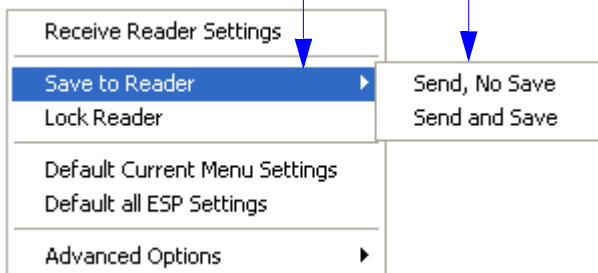 Receive Reader Settings
Save to Reader
Send, No Save
Lock Reader
Send and Save
Default Current Menu Settings
Default all ESP Settings
Advanced Options